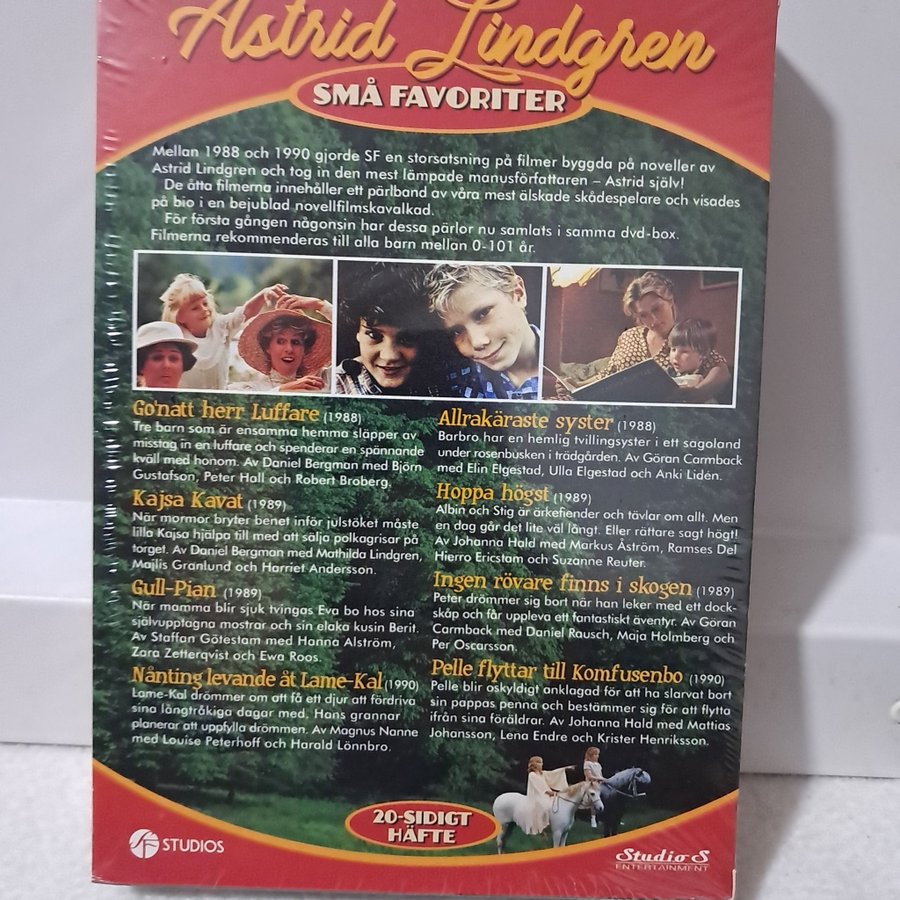 Astrid Lindgren
SMÅ FAVORITER
Mellan 1988 och 1990 gjorde SF en storsatsning på filmer byggda på noveller av
Astrid Lindgren och tog in den mest lämpade manusförfattaren – Astrid själv!
De åtta filmerna innehåller ett pärlband av våra mest älskade skådespelare och visades
på bio i en bejublad novellfilmskavalkad.
För första gången någonsin har dessa pärlor nu samlats i samma dvd-box.
Filmerna rekommenderas till alla barn mellan 0-101 år.
Go'natt herr Luffare (1988)
Tre barn som är ensamma hemma släpper av
misstag in en luffare och spenderar en spännande
kväll med honom. Av Daniel Bergman med Björn
Gustafson, Peter Hall och Robert Broberg.
Kajsa Kavat (1989)
När mormor bryter benet inför julstöket måste
lilla Kajsa hjälpa till med att sälja polkagrisar på
torget. Av Daniel Bergman med Mathilda Lindgren,
Majlis Granlund och Harriet Andersson.
Gull-Pian (1989)
När mamma blir sjuk tvingas Eva bo hos sina
självupptagna mostrar och sin elaka kusin Berit.
Av Staffan Götestam med Hanna Alström,
Zara Zetterqvist och Ewa Roos.
Nånting levande åt Lame-Kal (1990)
Lame-Kal drömmer om att få ett djur att fördriva
sina långtråkiga dagar med. Hans grannar
planerar att uppfylla drömmen. Av Magnus Nanne
med Louise Peterhoff och Harald Lönnbro.
Allrakäraste syster (1988)
Barbro har en hemlig tvillingsyster i ett sagoland
under rosenbusken i trädgården. Av Göran Carmback
med Elin Elgestad, Ulla Elgestad och Anki Lidén.
Hoppa högst (1989)
Albin och Stig är ärkefiender och tävlar om allt. Men
en dag går det lite väl långt. Eller rättare sagt högt!
Av Johanna Hald med Markus Åström, Ramses Del
Hierro Ericstam och Suzanne Reuter.
Ingen rövare finns i skogen (1989)
Peter drömmer sig bort när han leker med ett dock-
skåp och får uppleva ett fantastiskt äventyr. Av Göran
Carmback med Daniel Rausch, Maja Holmberg och
Per Oscarsson.
Pelle flyttar till Komfusenbo (1990)
Pelle blir oskyldigt anklagad för att ha slarvat bort
sin pappas penna och bestämmer sig för att flytta
ifrån sina föräldrar. Av Johanna Hald med Mattias
Johansson, Lena Endre och Krister Henriksson.
20-SIDIGT
HÄFTE
SF STUDIOS
Studio S
ENTERTAINMENT